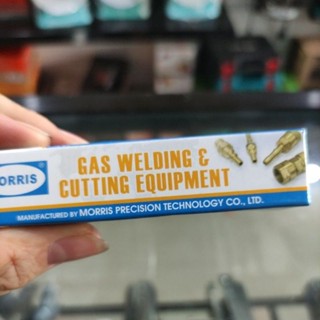 ORRIS
GAS WELDING &
CUTTING EQUIPMENT
MANUFACTURED BY MORRIS PRECISION TECHNOLOGY CO., LTD.